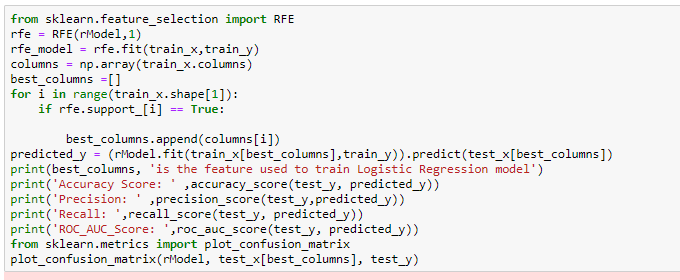 from sklearn.feature_selection import RFE
rfe = RFE(rModel,1)
rfe_model = rfe.fit(train_x,train_y)
columns = np.array(train_x.columns)
best_columns =[]
for i in range(train_x.shape[1]):
    if rfe.support_[i] == True:
        best_columns.append(columns[i])
predicted_y = (rModel.fit(train_x[best_columns],train_y)).predict(test_x[best_columns])
print(best_columns, 'is the feature used to train Logistic Regression model')
print('Accuracy Score: ' ,accuracy_score(test_y, predicted_y))
print('Precision: ' ,precision_score(test_y,predicted_y))
print('Recall: ',recall_score(test_y, predicted_y))
print('ROC_AUC_Score: ',roc_auc_score(test_y, predicted_y))
from sklearn.metrics import plot_confusion_matrix
plot_confusion_matrix(rModel, test_x[best_columns], test_y)